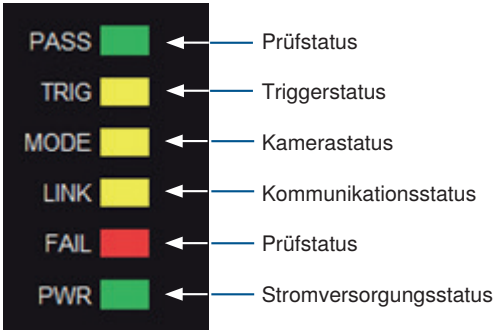 PASS Prüfstatus
TRIG Triggerstatus
MODE Kamerastatus
LINK Kommunikationsstatus
FAIL Prüfstatus
PWR Stromversorgungsstatus